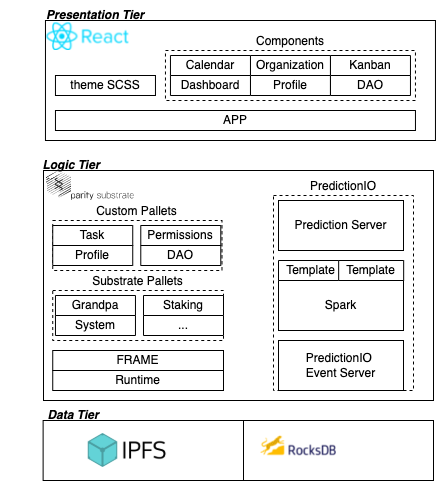 Presentation Tier
React
Components
Calendar
Organization
Kanban
theme SCSS
Dashboard
Profile
DAO
APP
Logic Tier
parity substrate
PredictionIO
Custom Pallets
Task
Permissions
Profile
DAO
Prediction Server
Substrate Pallets
Grandpa
Staking
System
...
Template
Template
Spark
FRAME
Runtime
PredictionIO
Event Server
Data Tier
IPFS
RocksDB